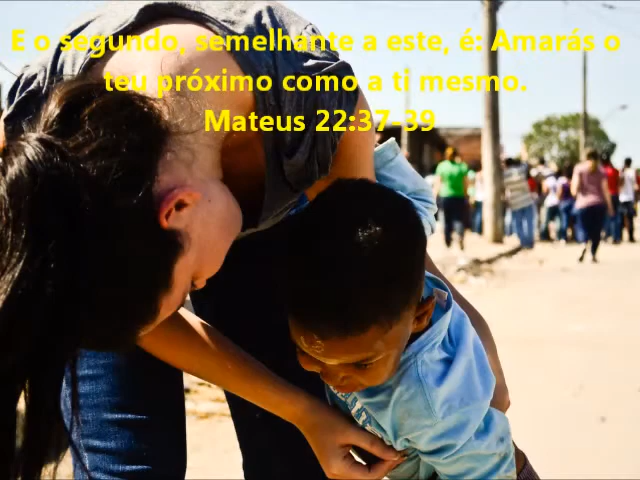 E o segundo, semelhante a este, é: Amarás o
teu próximo como a ti mesmo.
Mateus 22:37-39